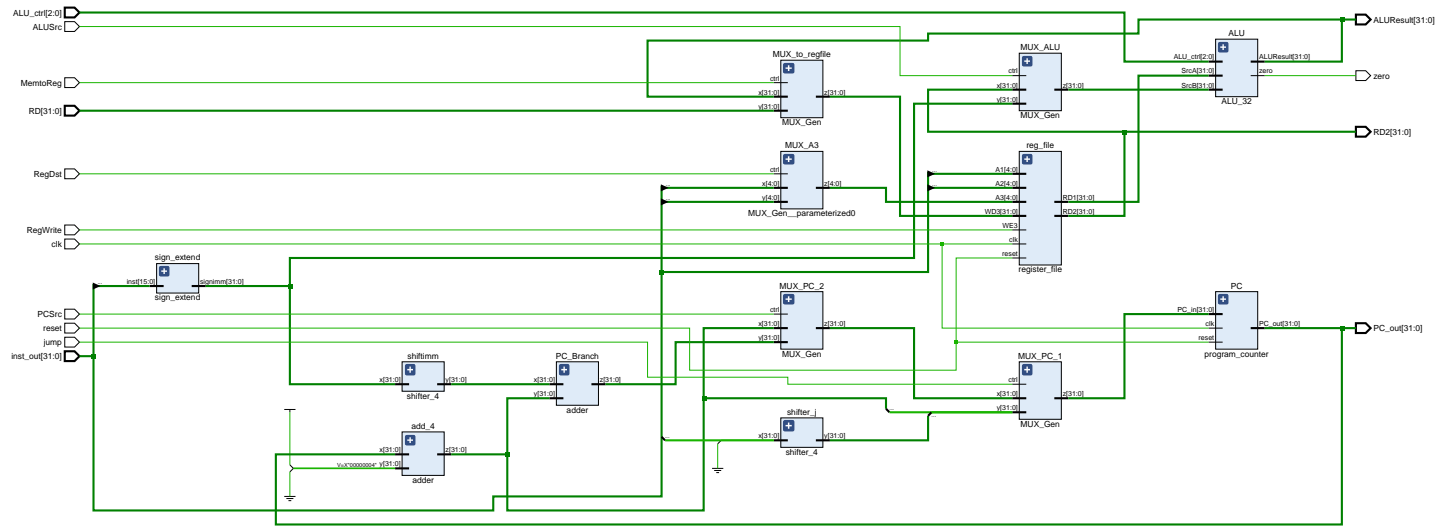 ALU_ctrl[2:0]
ALUSrc
MemtoReg
RD[31:0]
RegDst
RegWrite
clk
PCSrc
reset
jump
inst_out[31:0]
sign_extend
inst[15:0]
signimm[31:0]
sign_extend
shiftimm
x[31:0]
y[31:0]
shifter_4
add_4
x[31:0]
V=X"00000004"
y[31:0]
z[31:0]
adder
PC_Branch
x[31:0]
y[31:0]
z[31:0]
adder
MUX_to_regfile
ctrl
x[31:0]
y[31:0]
z[31:0]
MUX_Gen
MUX_A3
ctrl
x[4:0]
y[4:0]
z[4:0]
MUX_Gen__parameterized0
MUX_PC_2
ctrl
x[31:0]
y[31:0]
z[31:0]
MUX_Gen
shifter_j
x[31:0]
y[31:0]
shifter_4
MUX_ALU
ctrl
x[31:0]
y[31:0]
z[31:0]
MUX_Gen
reg_file
A1[4:0]
A2[4:0]
A3[4:0]
WD3[31:0]
WE3
clk
reset
RD1[31:0]
RD2[31:0]
register_file
MUX_PC_1
ctrl
x[31:0]
y[31:0]
z[31:0]
MUX_Gen
ALU
ALU_ctrl[2:0]
SrcA[31:0]
SrcB[31:0]
ALUResult[31:0]
zero
ALU_32
PC
PC_in[31:0]
clk
reset
PC_out[31:0]
program_counter
ALUResult[31:0]
zero
RD2[31:0]
PC_out[31:0]